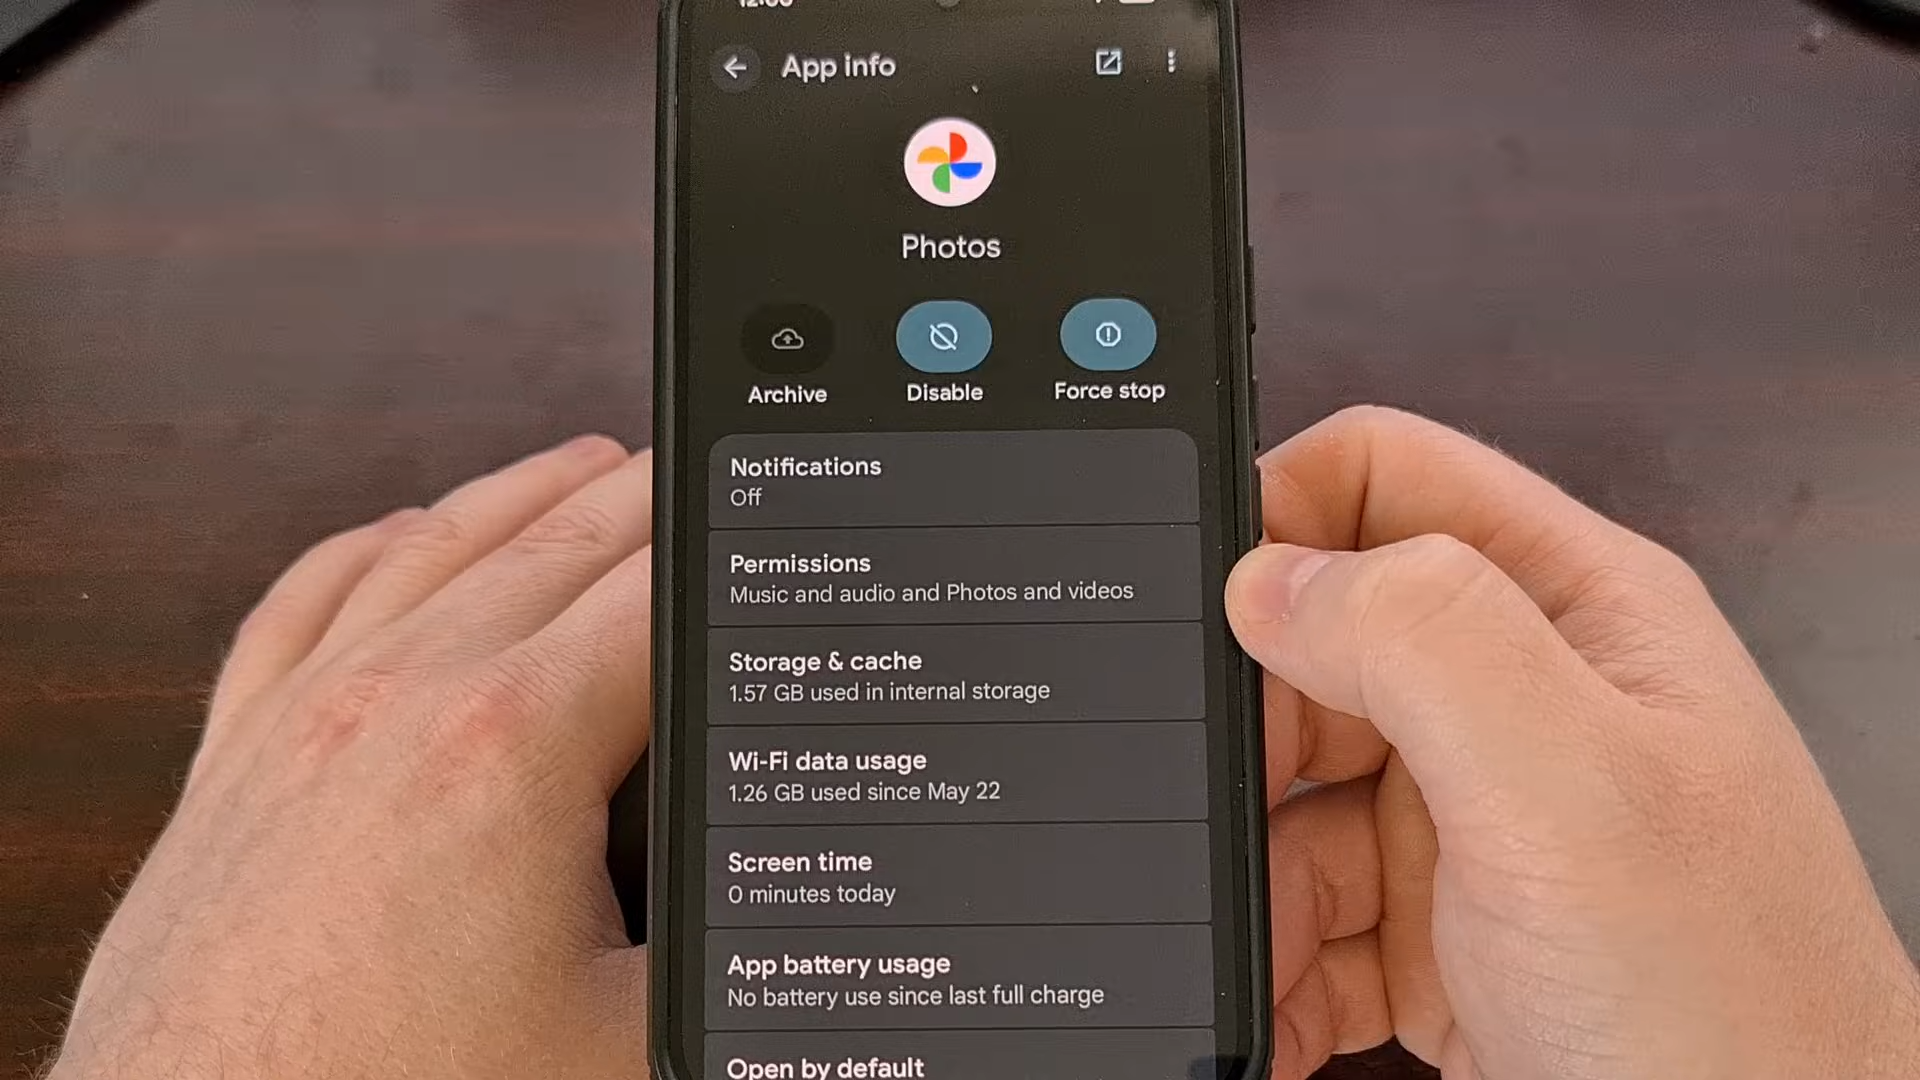 App info
Photos
Archive
Disable
Force stop
Notifications
Off
Permissions
Music and audio and Photos and videos
Storage & cache
1.57 GB used in internal storage
Wi-Fi data usage
1.26 GB used since May 22
Screen time
0 minutes today
App battery usage
No battery use since last full charge
Open by default